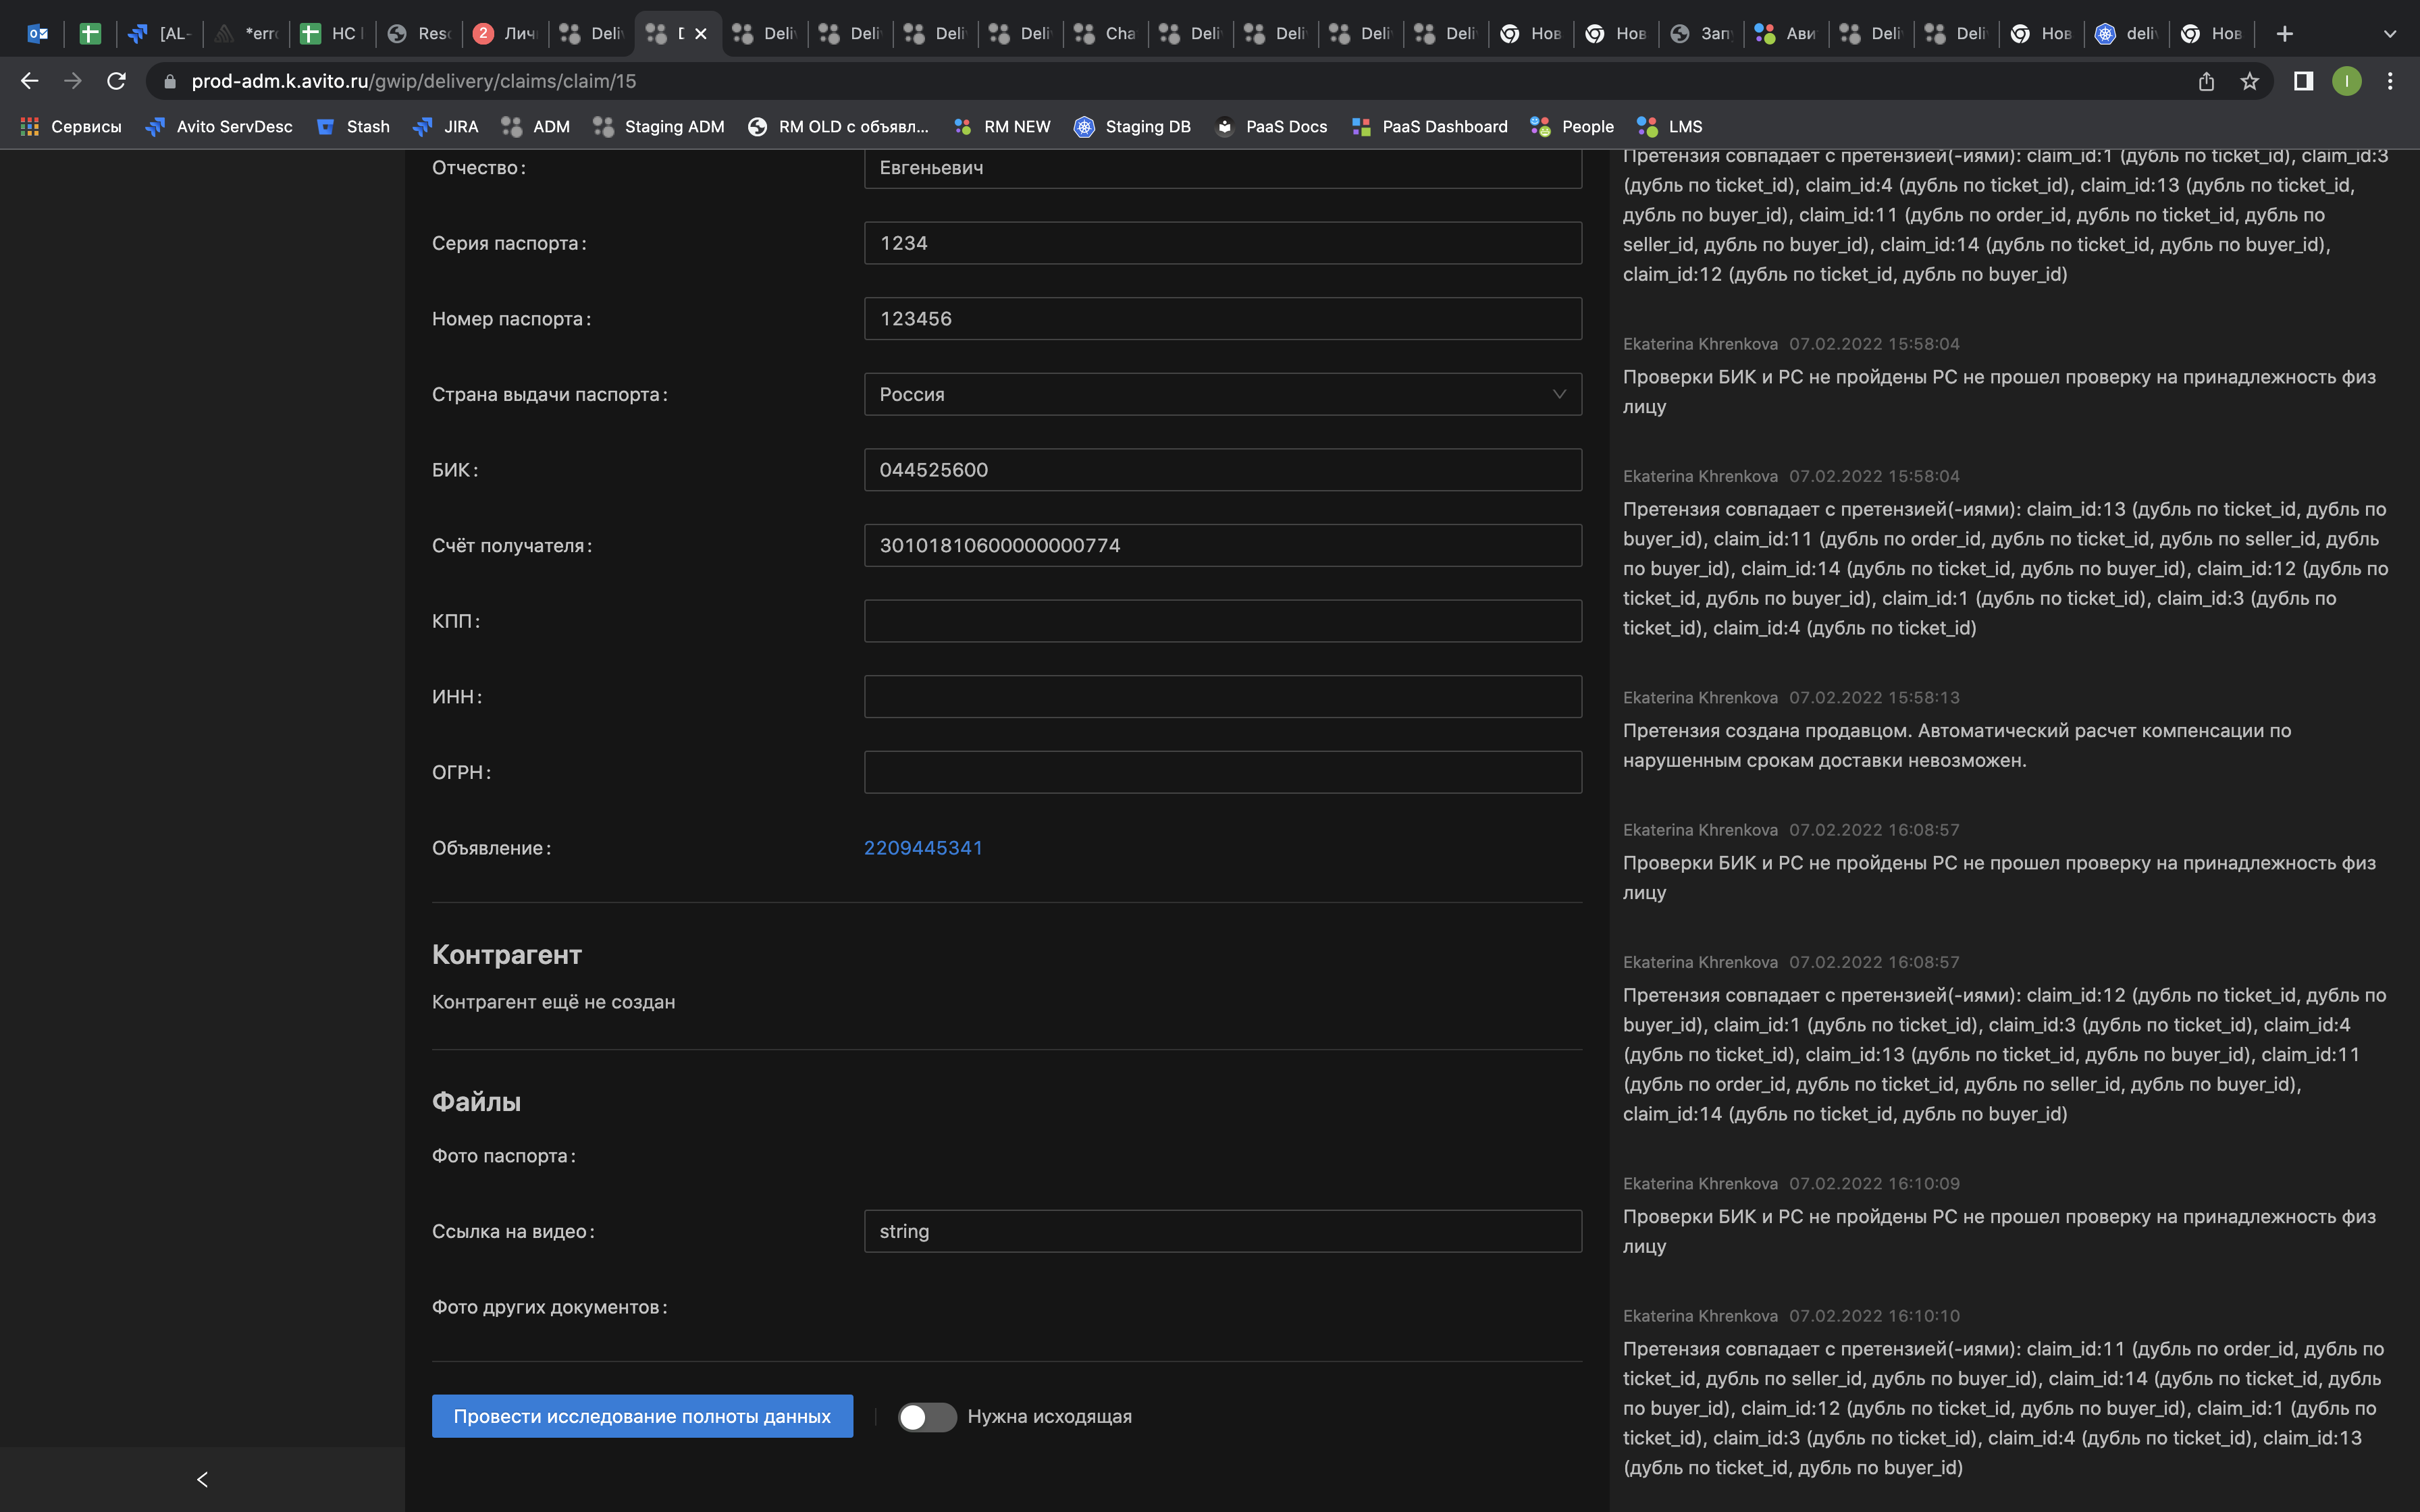 [AL-
*erro
HC
Reso
2
Личн
Deliv
D
Deliv
Deli
Deliv
Deliv
Cha
Deliv
Deliv
Deliv
Deliv
Нов
Нов
Зап
Ави
Deliv
Deliv
Нов
deliv
Нов
prod-adm.k.avito.ru/gwip/delivery/claims/claim/15
I
Сервисы
Avito ServDesc
Stash
JIRA
ADM
Staging ADM
RM OLD с объявл...
RM NEW
Staging DB
PaaS Docs
PaaS Dashboard
People
LMS
Отчество:
Евгеньевич
Серия паспорта:
1234
Номер паспорта:
123456
Страна выдачи паспорта:
Россия
БИК:
044525600
Счёт получателя:
30101810600000000774
КПП:
ИНН:
ОГРН:
Объявление:
2209445341
Контрагент
Контрагент ещё не создан
Файлы
Фото паспорта:
Ссылка на видео:
string
Фото других документов:
Провести исследование полноты данных
Нужна исходящая
Претензия совпадает с претензией(-иями): claim_id:1 (дубль по ticket_id), claim_id:3
(дубль по ticket_id), claim_id:4 (дубль по ticket_id), claim_id:13 (дубль по ticket_id,
дубль по buyer_id), claim_id:11 (дубль по order_id, дубль по ticket_id, дубль по
seller_id, дубль по buyer_id), claim_id:14 (дубль по ticket_id, дубль по buyer_id),
claim_id:12 (дубль по ticket_id, дубль по buyer_id)
Ekaterina Khrenkova 07.02.2022 15:58:04
Проверки БИК и РС не пройдены РС не прошел проверку на принадлежность физ
лицу
Ekaterina Khrenkova 07.02.2022 15:58:04
Претензия совпадает с претензией(-иями): claim_id:13 (дубль по ticket_id, дубль по
buyer_id), claim_id:11 (дубль по order_id, дубль по ticket_id, дубль по seller_id, дубль
по buyer_id), claim_id:14 (дубль по ticket_id, дубль по buyer_id), claim_id:12 (дубль по
ticket_id, дубль по buyer_id), claim_id:1 (дубль по ticket_id), claim_id:3 (дубль по
ticket_id), claim_id:4 (дубль по ticket_id)
Ekaterina Khrenkova 07.02.2022 15:58:13
Претензия создана продавцом. Автоматический расчет компенсации по
нарушенным срокам доставки невозможен.
Ekaterina Khrenkova 07.02.2022 16:08:57
Проверки БИК и РС не пройдены РС не прошел проверку на принадлежность физ
лицу
Ekaterina Khrenkova 07.02.2022 16:08:57
Претензия совпадает с претензией(-иями): claim_id:12 (дубль по ticket_id, дубль по
buyer_id), claim_id:1 (дубль по ticket_id), claim_id:3 (дубль по ticket_id), claim_id:4
(дубль по ticket_id), claim_id:13 (дубль по ticket_id, дубль по buyer_id), claim_id:11
(дубль по order_id, дубль по ticket_id, дубль по seller_id, дубль по buyer_id),
claim_id:14 (дубль по ticket_id, дубль по buyer_id)
Ekaterina Khrenkova 07.02.2022 16:10:09
Проверки БИК и РС не пройдены РС не прошел проверку на принадлежность физ
лицу
Ekaterina Khrenkova 07.02.2022 16:10:10
Претензия совпадает с претензией(-иями): claim_id:11 (дубль по order_id, дубль по
ticket_id, дубль по seller_id, дубль по buyer_id), claim_id:14 (дубль по ticket_id, дубль
по buyer_id), claim_id:12 (дубль по ticket_id, дубль по buyer_id), claim_id:1 (дубль по
ticket_id), claim_id:3 (дубль по ticket_id), claim_id:4 (дубль по ticket_id), claim_id:13
(дубль по ticket_id, дубль по buyer_id)